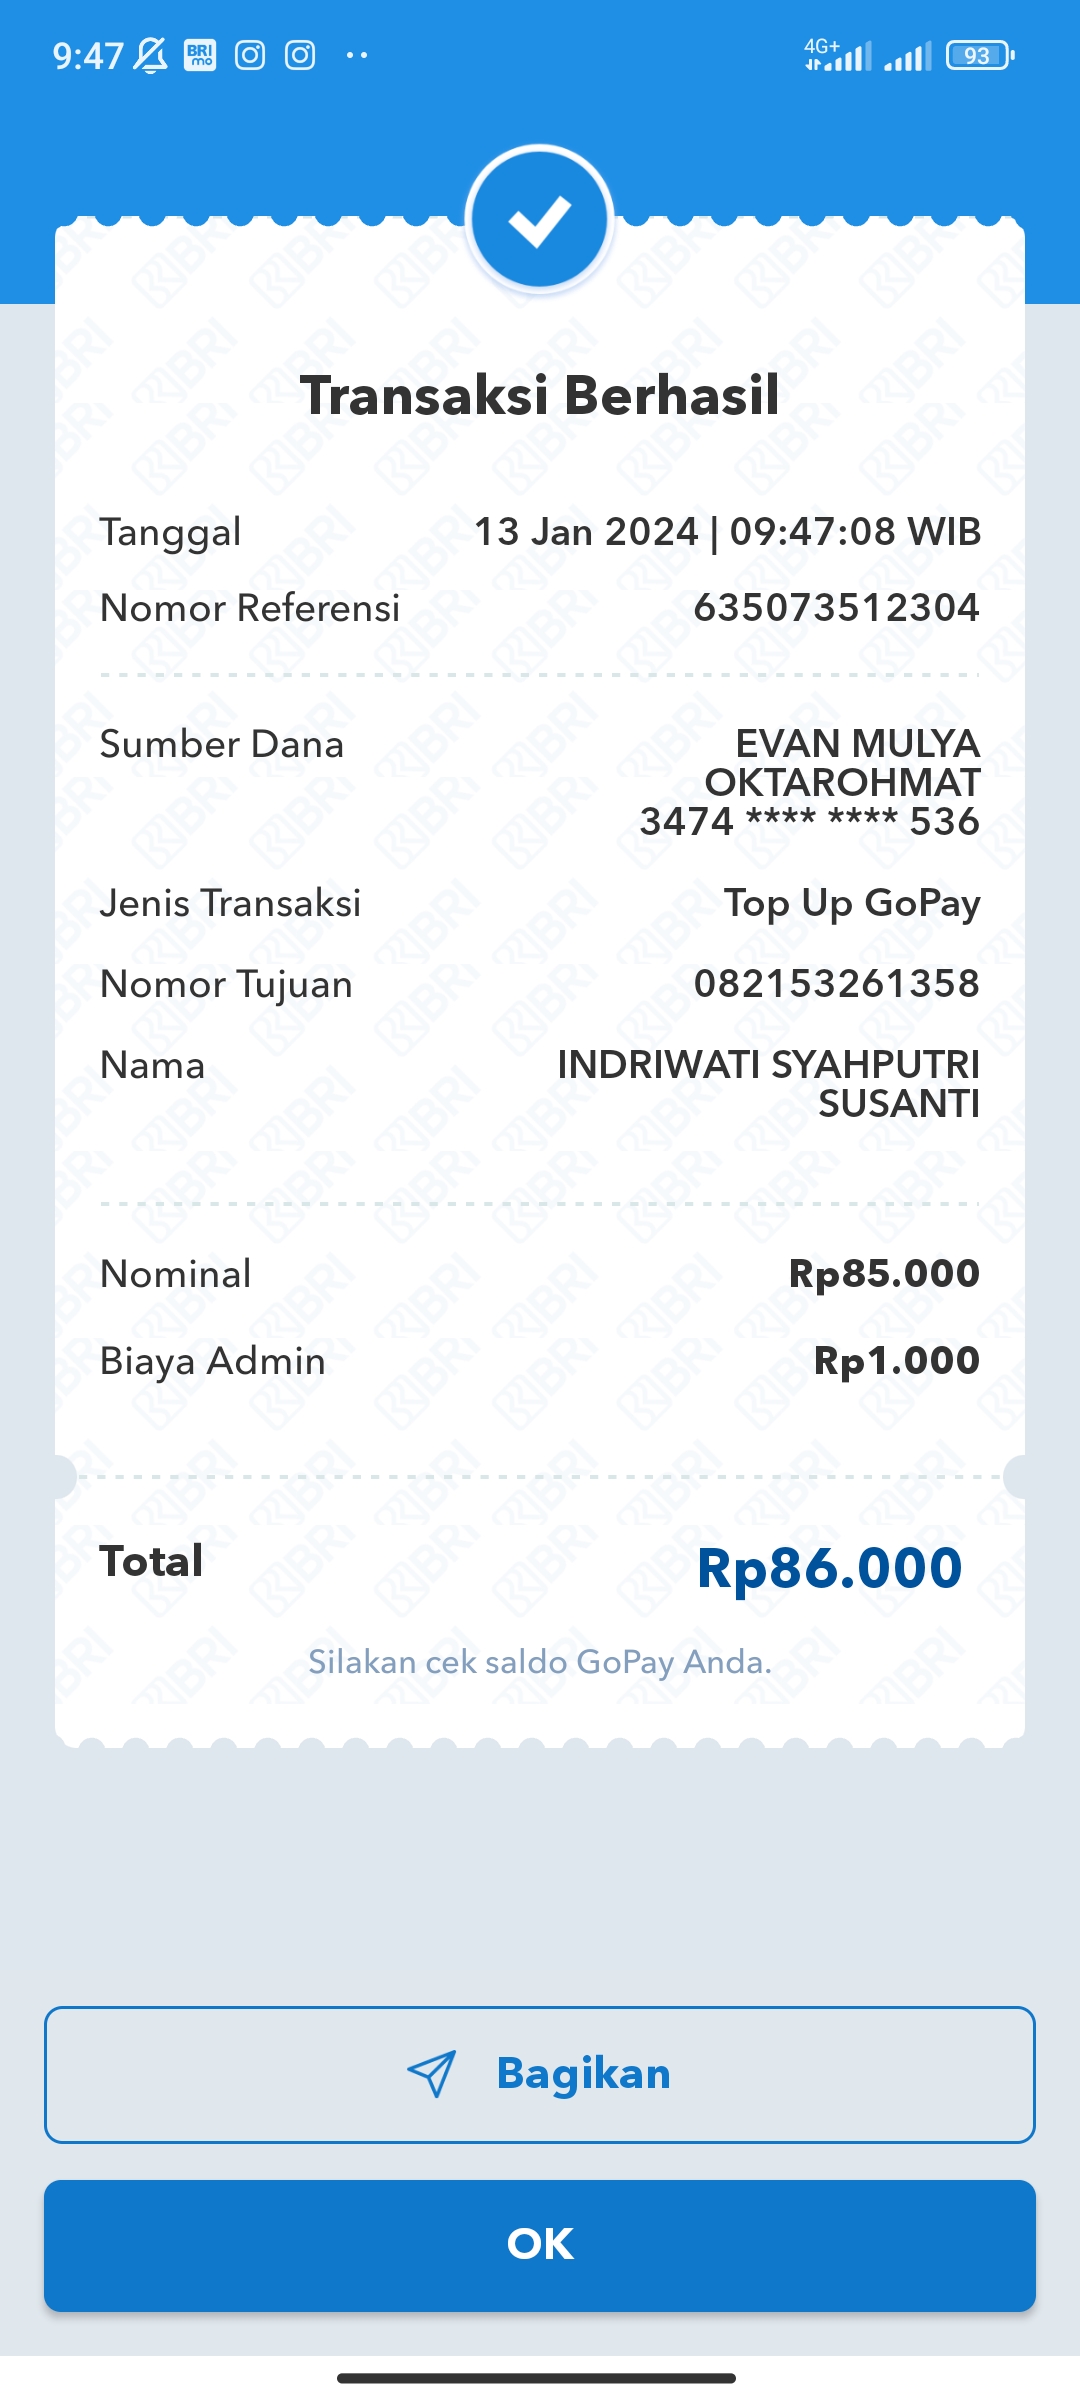 9:47 BRI mo 4G+ 93
Transaksi Berhasil
Tanggal 13 Jan 2024 | 09:47:08 WIB
Nomor Referensi 635073512304
Sumber Dana EVAN MULYA
OKTAROHMAT
3474 **** **** 536
Jenis Transaksi Top Up GoPay
Nomor Tujuan 082153261358
Nama INDRIWATI SYAHPUTRI
SUSANTI
Nominal Rp85.000
Biaya Admin Rp1.000
Total Rp86.000
Silakan cek saldo GoPay Anda.
Bagikan
OK